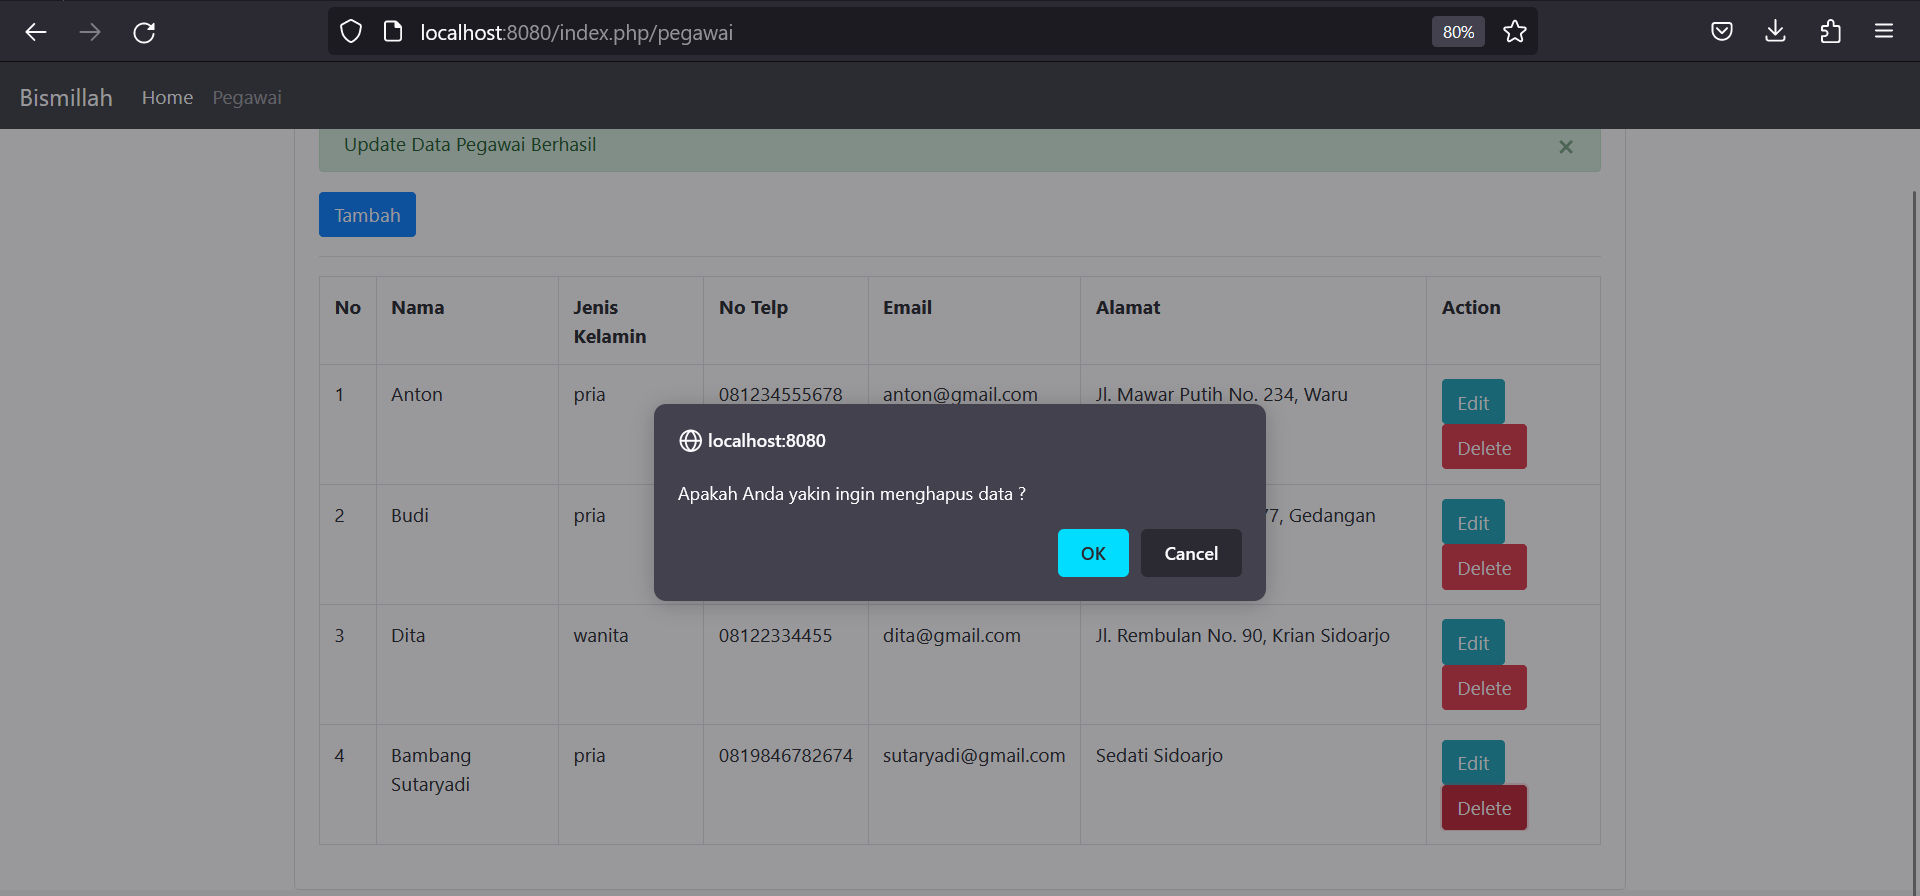 localhost:8080/index.php/pegawai
80%
Bismillah Home Pegawai
Update Data Pegawai Berhasil ×
Tambah
No Nama Jenis Kelamin No Telp Email Alamat Action
1 Anton pria 081234555678 anton@gmail.com Jl. Mawar Putih No. 234, Waru Edit
Delete
localhost:8080
Apakah Anda yakin ingin menghapus data ?
OK Cancel
2 Budi pria 77, Gedangan Edit
Delete
3 Dita wanita 08122334455 dita@gmail.com Jl. Rembulan No. 90, Krian Sidoarjo Edit
Delete
4 Bambang Sutaryadi pria 0819846782674 sutaryadi@gmail.com Sedati Sidoarjo Edit
Delete